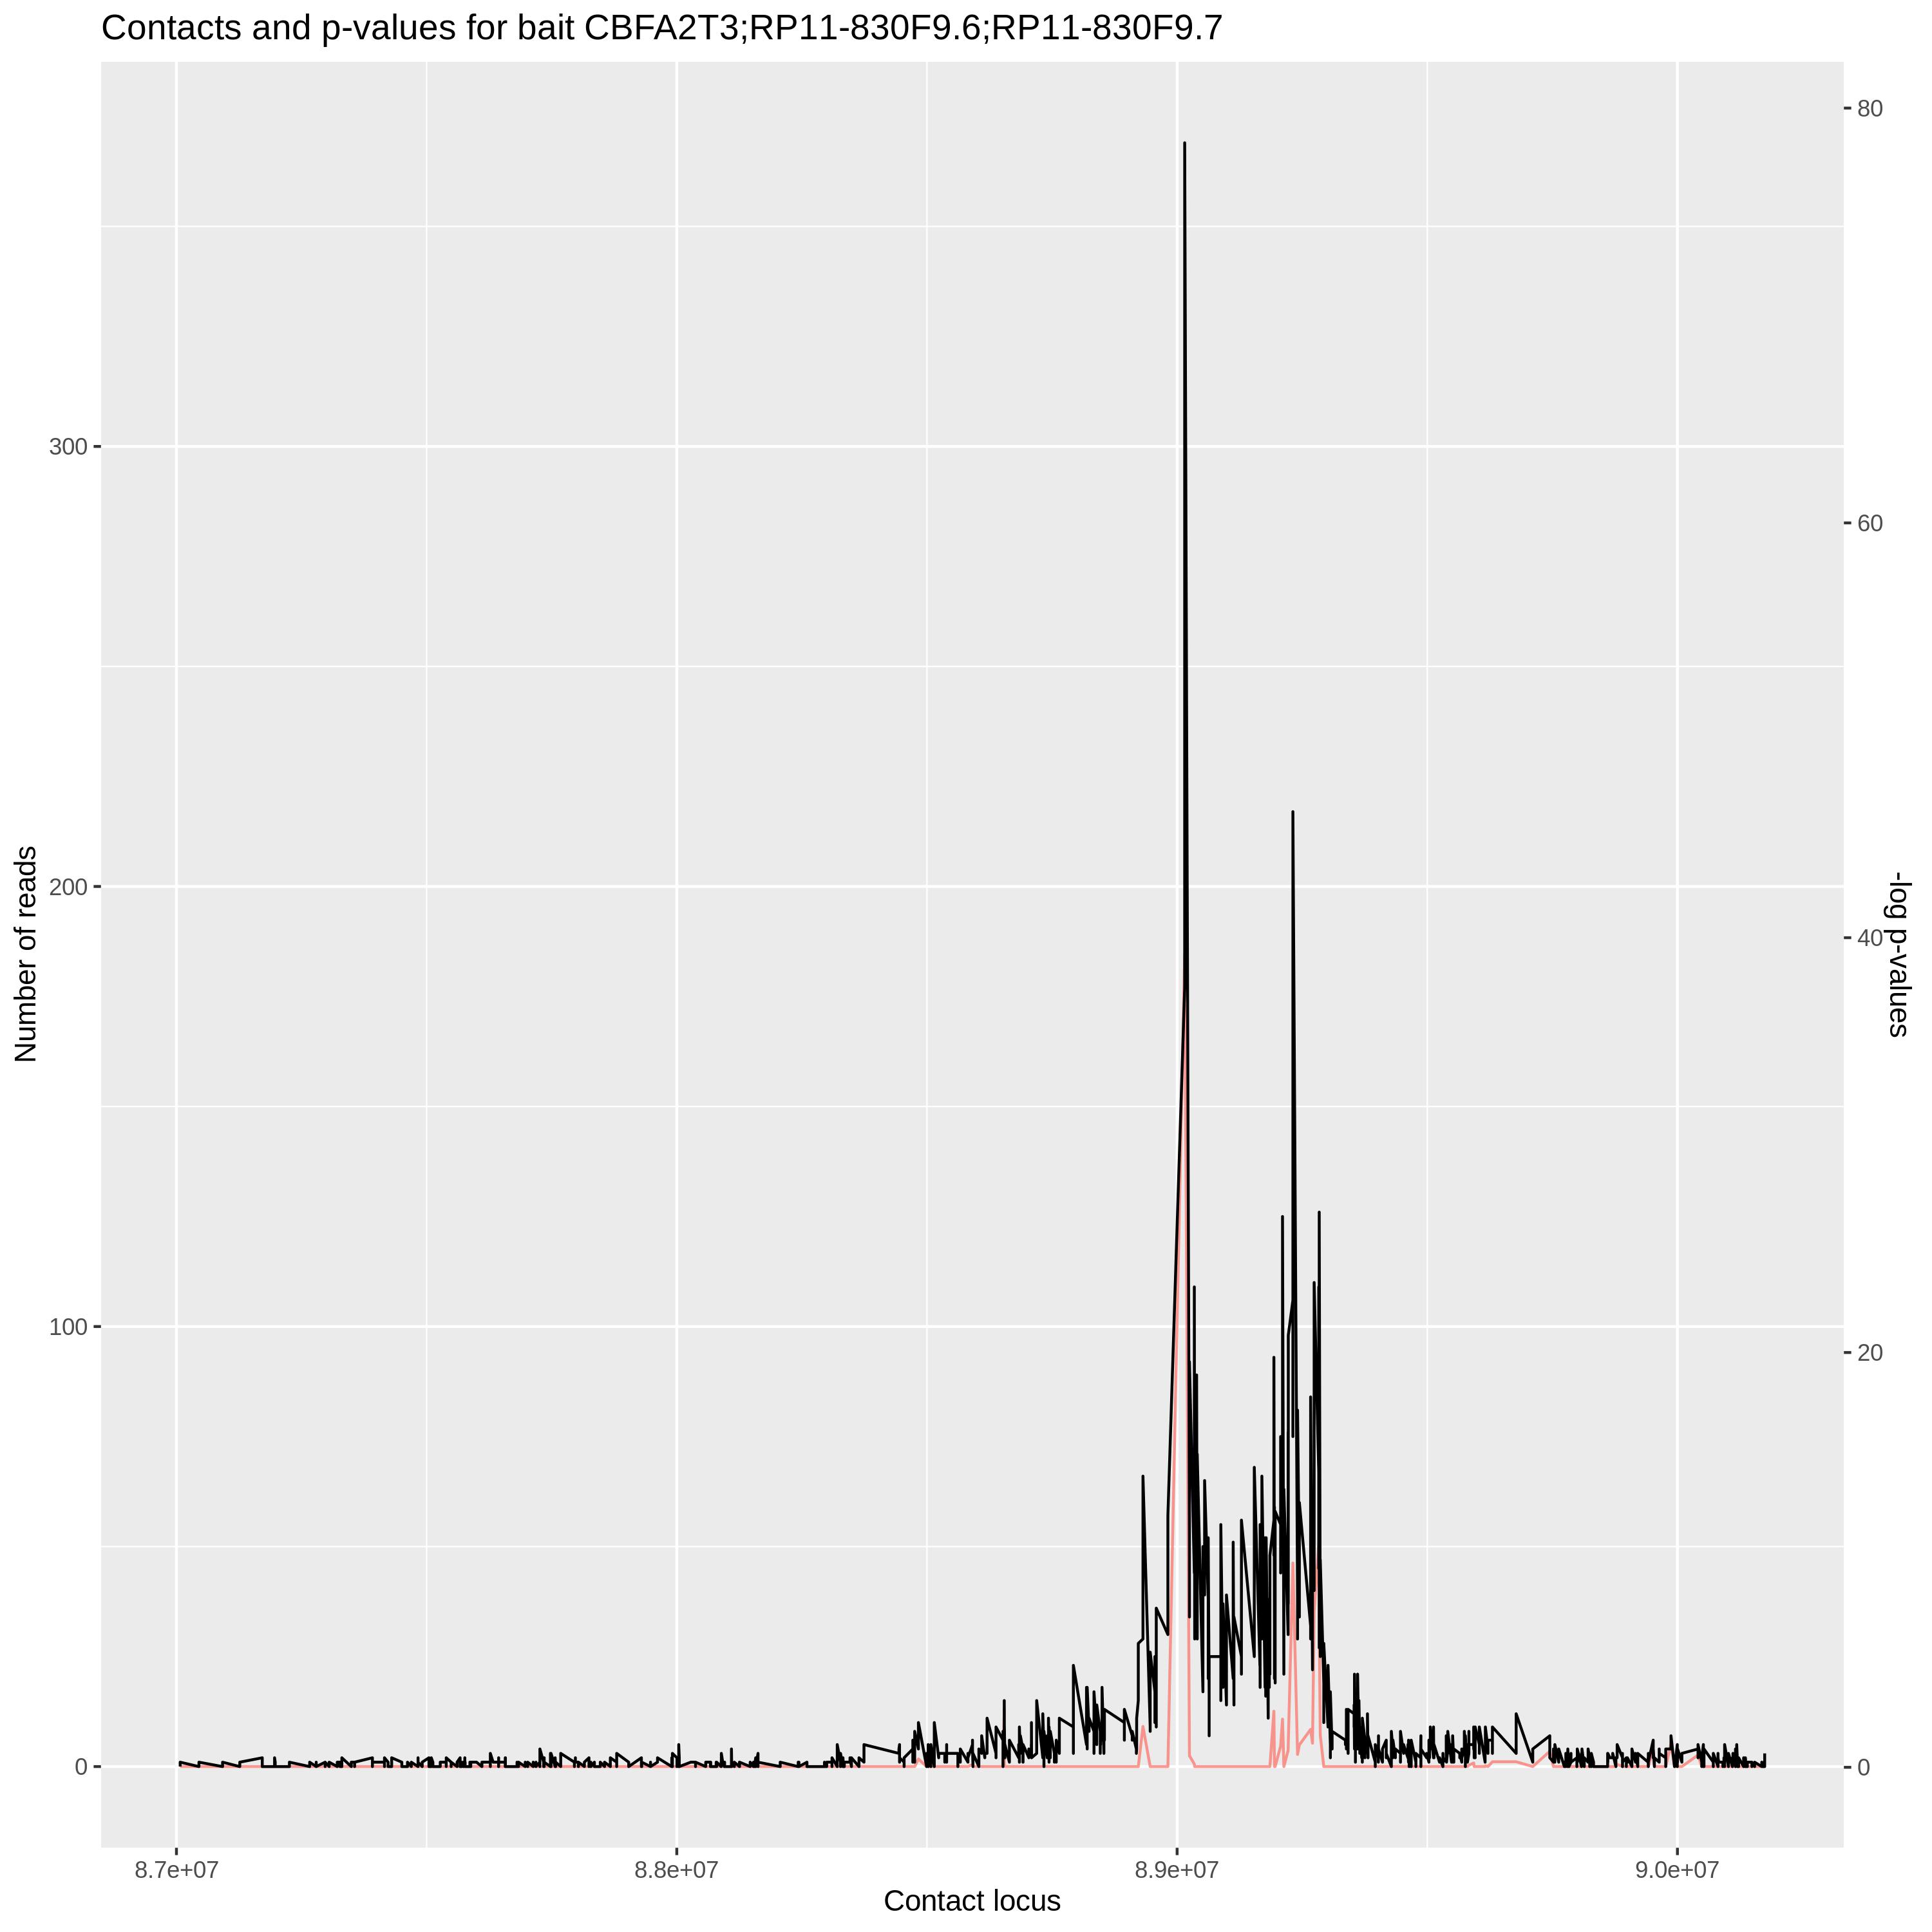 Contacts and p-values for bait CBFA2T3;RP11-830F9.6;RP11-830F9.7
80
300
60
Number of reads
200
40
-log p-values
100
20
0
0
8.7e+07 8.8e+07 8.9e+07 9.0e+07
Contact locus